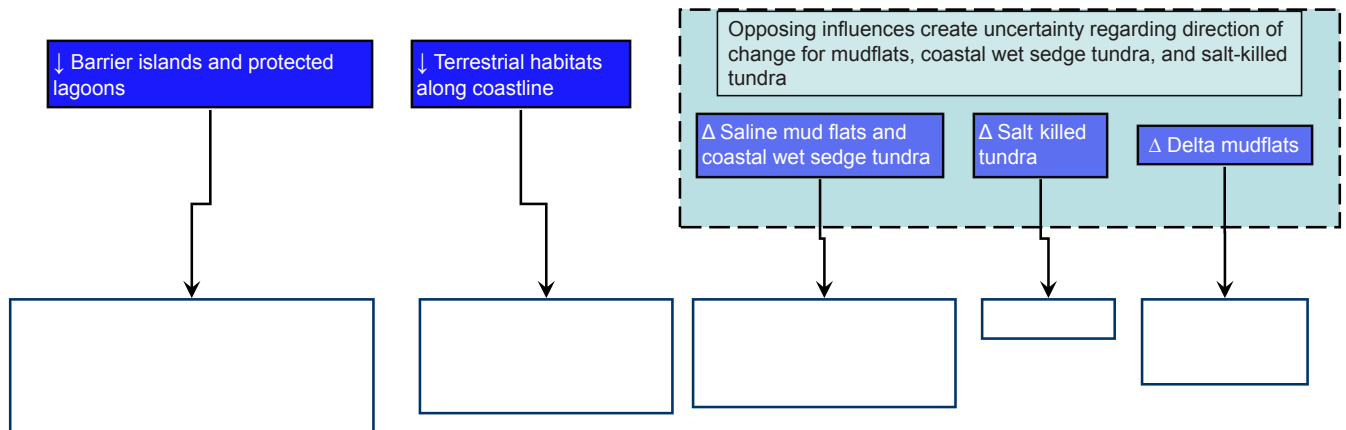 Opposing influences create uncertainty regarding direction of
change for mudflats, coastal wet sedge tundra, and salt-killed
tundra
↓ Barrier islands and protected
lagoons
↓ Terrestrial habitats
along coastline
Δ Saline mud flats and
coastal wet sedge tundra
Δ Salt killed
tundra
Δ Delta mudflats